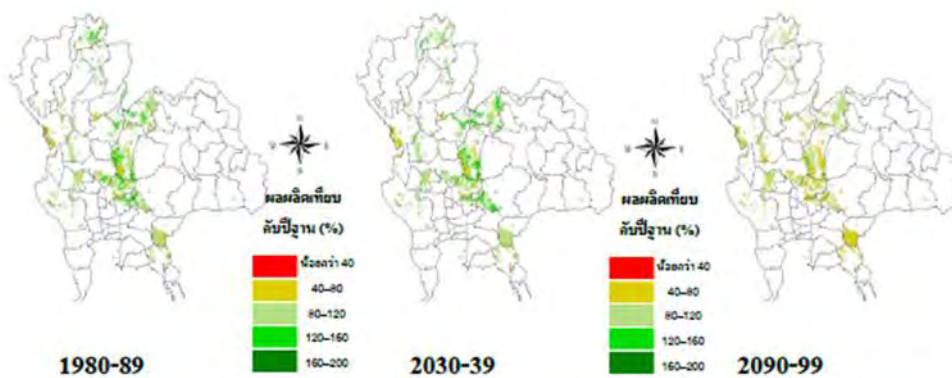 N
W E
S
ผลผลิตเทียบ
กับปีฐาน (%)
น้อยกว่า 40
40–80
80–120
120–160
160–200
N
W E
S
ผลผลิตเทียบ
กับปีฐาน (%)
น้อยกว่า 40
40–80
80–120
120–160
160–200
1980-89
2030-39
2090-99